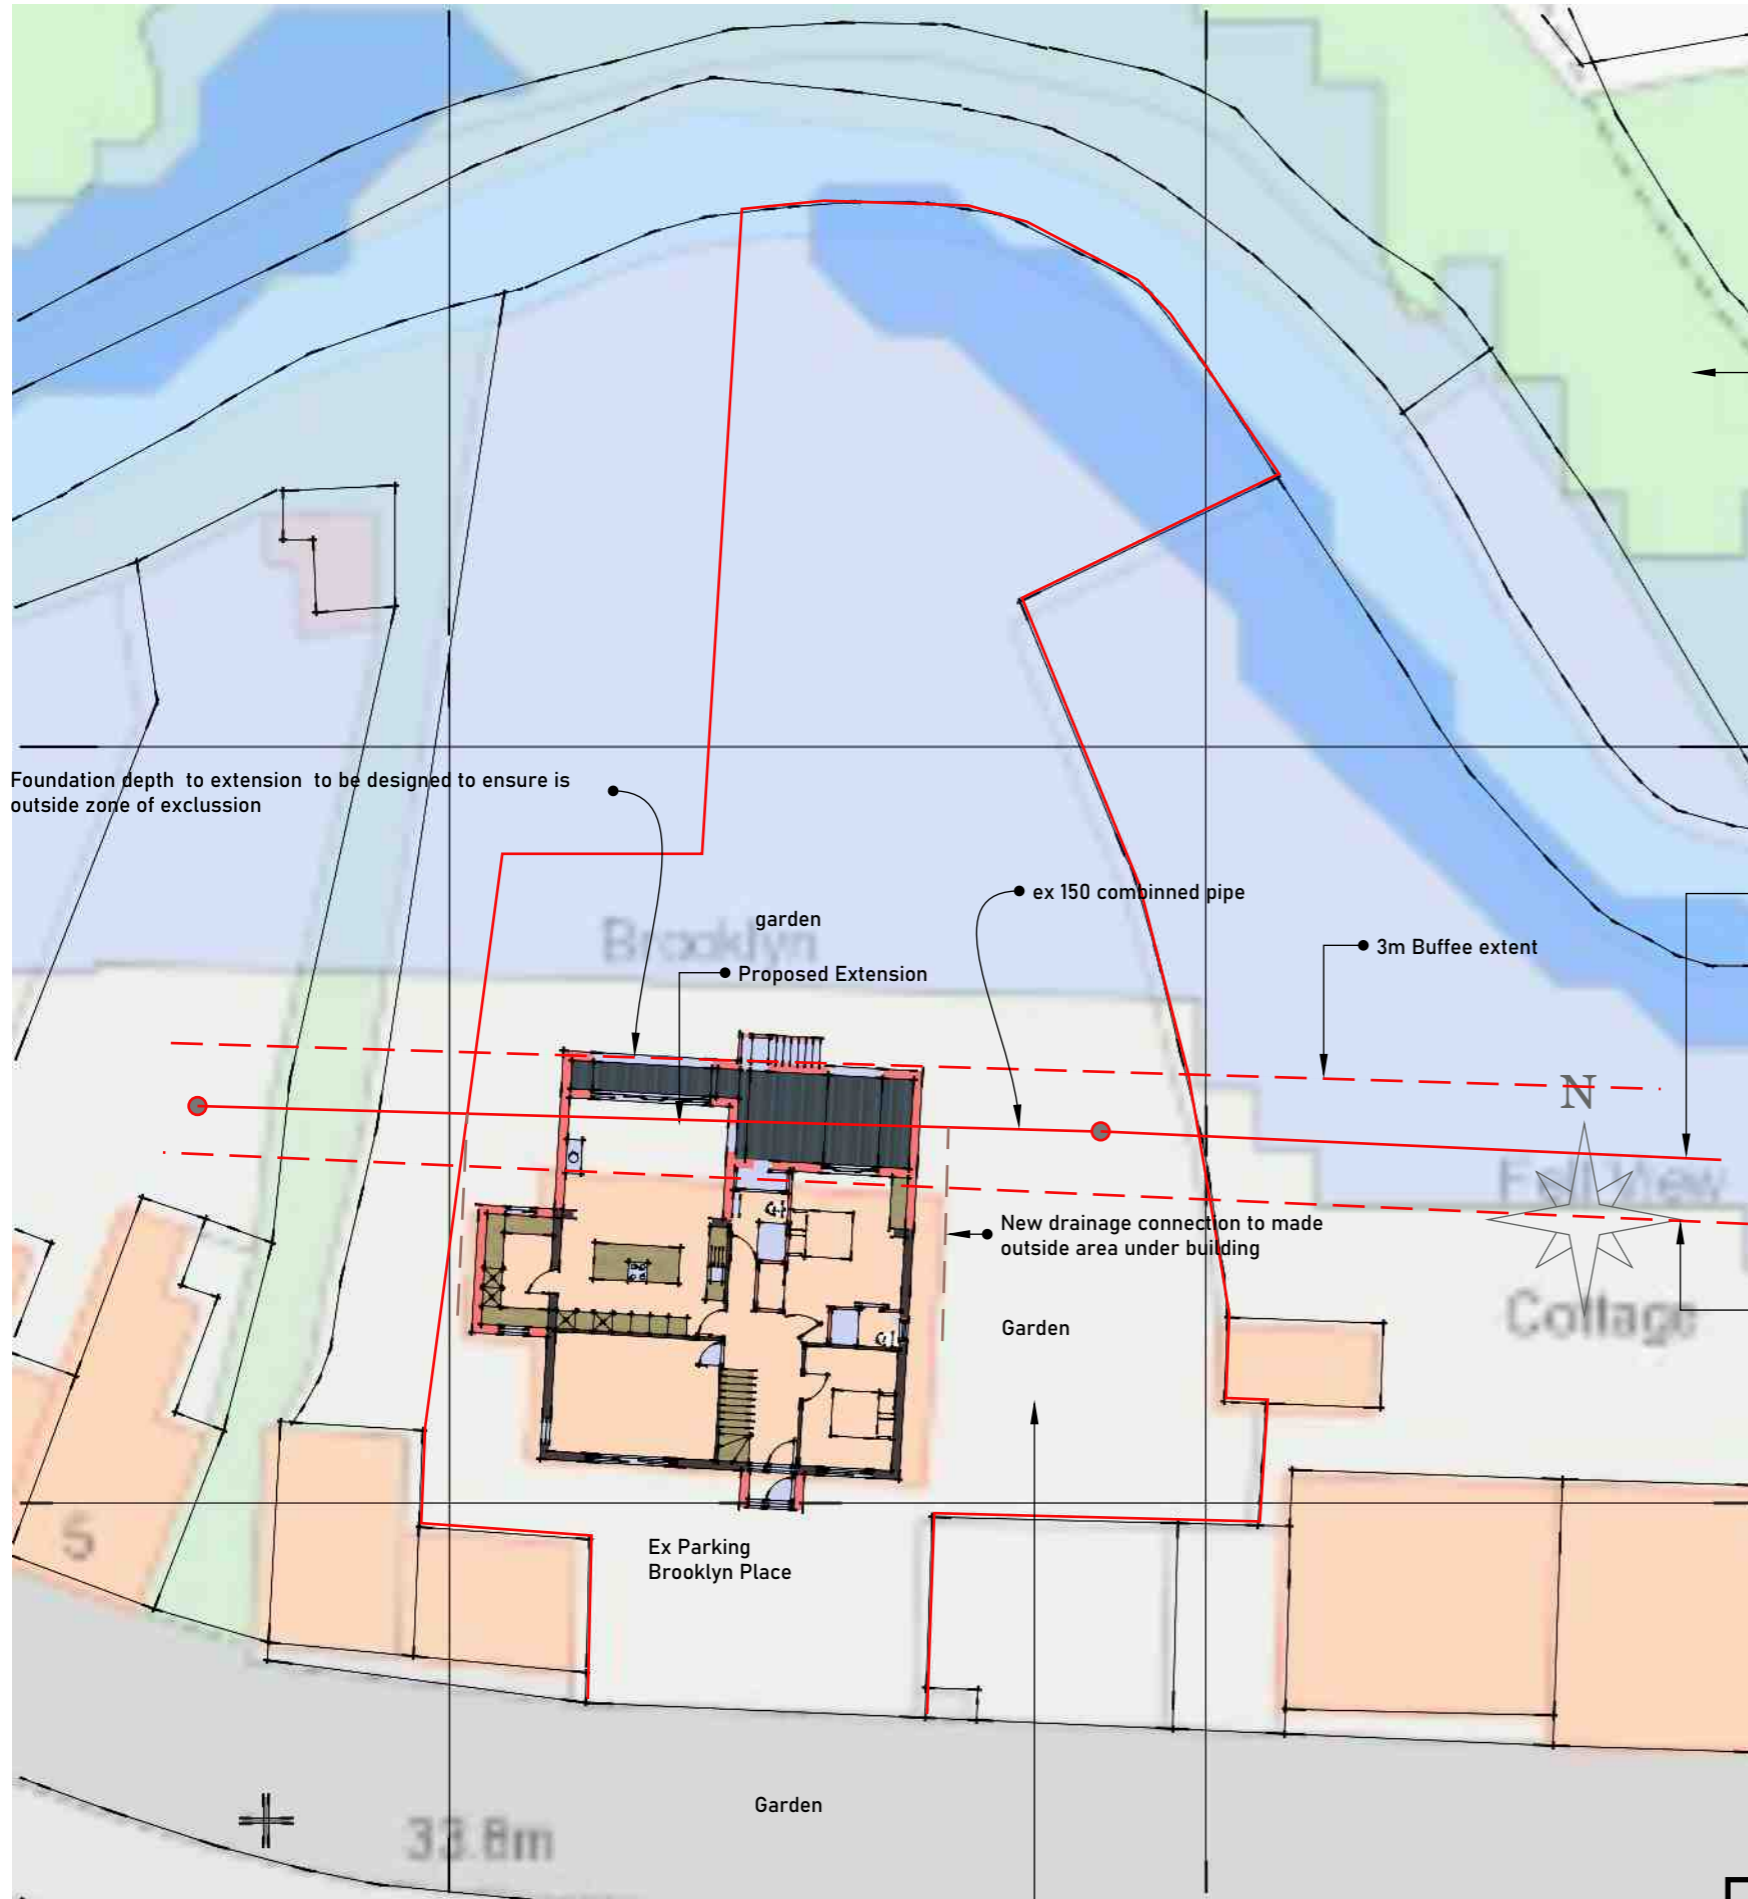 Foundation depth to extension to be designed to ensure is
outside zone of exclussion
ex 150 combinned pipe
garden
Brooklyn
3m Buffee extent
Proposed Extension
N
New drainage connection to made
outside area under building
Cottage
Garden
5
Ex Parking
Brooklyn Place
Garden
33.8m